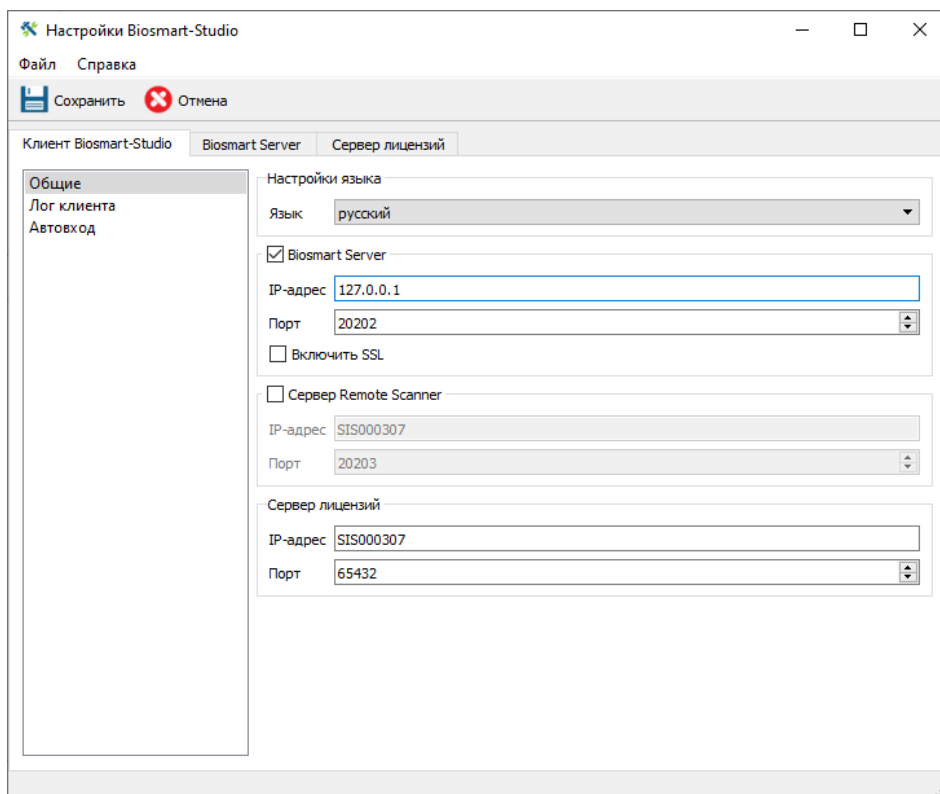 Настройки Biosmart-Studio
Файл Справка
Сохранить Отмена
Клиент Biosmart-Studio Biosmart Server Сервер лицензий
Общие
Лог клиента
Автовход
Настройки языка
Язык русский
Biosmart Server
IP-адрес 127.0.0.1
Порт 20202
Включить SSL
Сервер Remote Scanner
IP-адрес SIS000307
Порт 20203
Сервер лицензий
IP-адрес SIS000307
Порт 65432